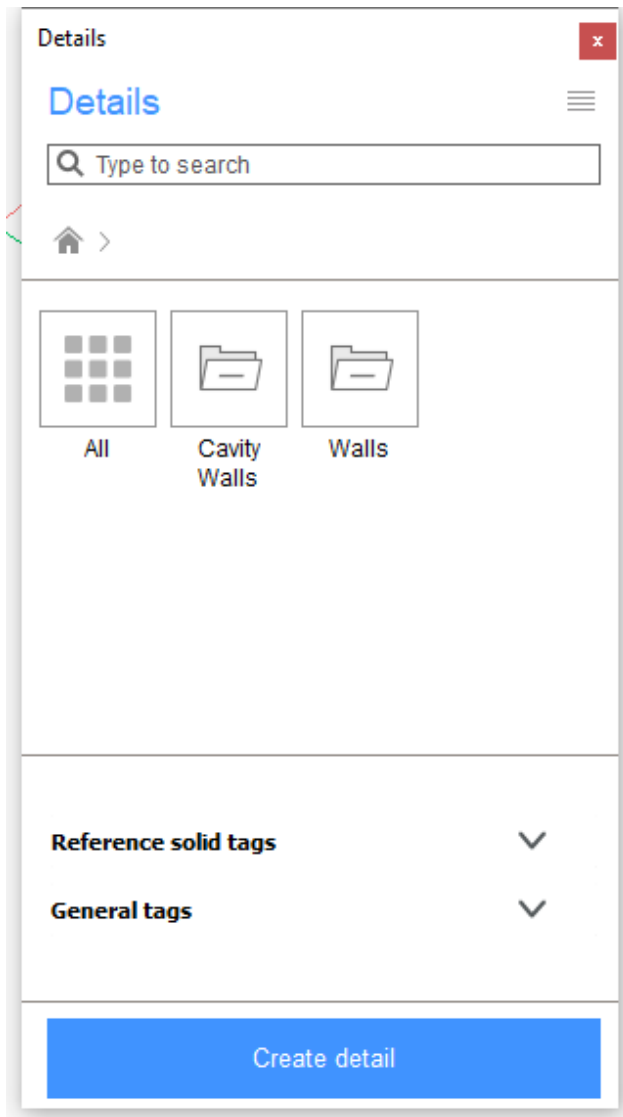 Details
x
Details
Type to search
All
Cavity
Walls
Walls
Reference solid tags
General tags
Create detail